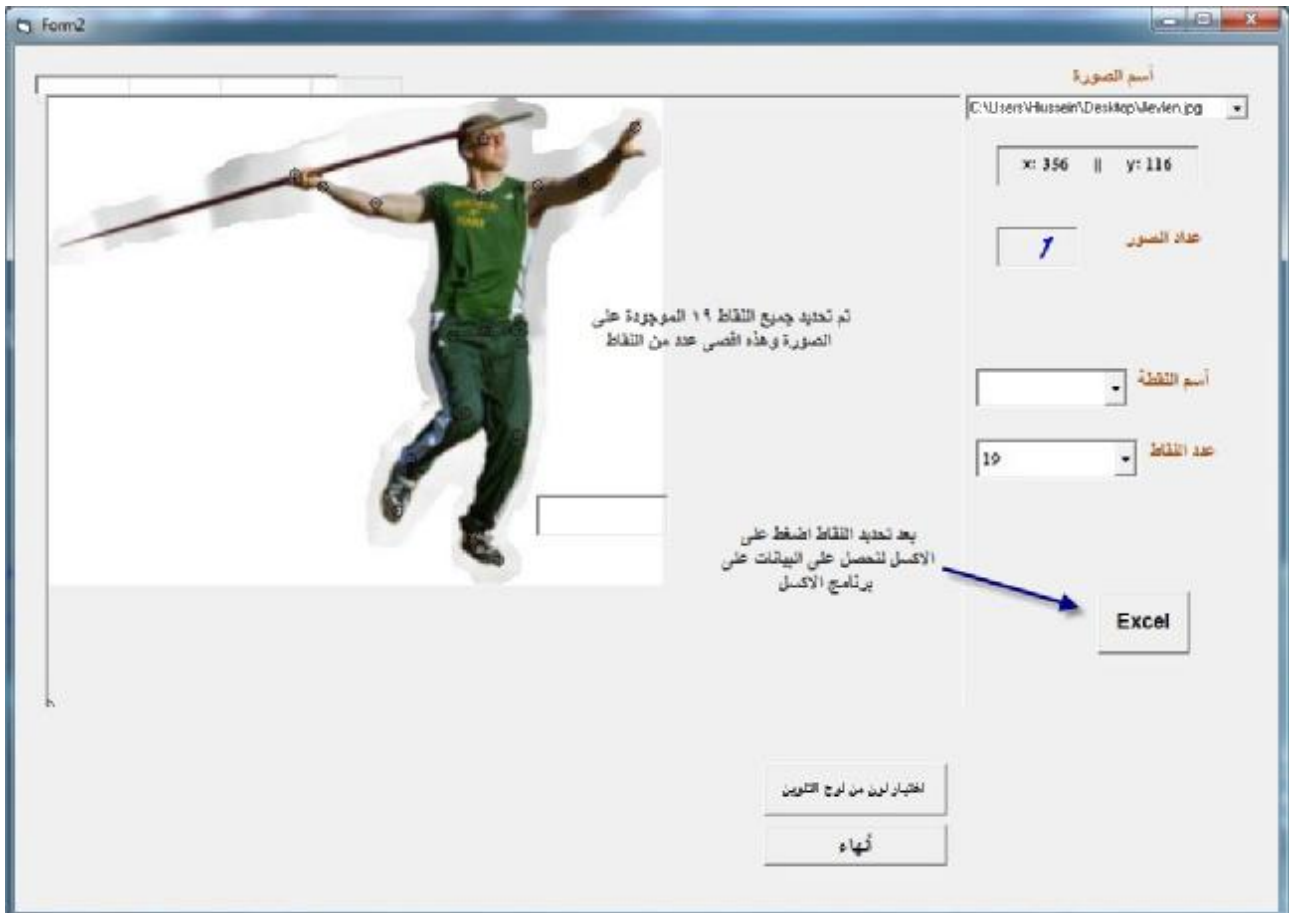 Form2
أسم الصورة
C:\Users\Hussein\Desktop\Jevlen.jpg
x: 356 || y: 116
عداد الصور
1
تم تحديد جميع النقاط ١٩ الموجودة على
الصورة وهذه اقصى عدد من النقاط
أسم النقطة
عدد النقاط
19
بعد تحديد النقاط اضغط على
الاكسل لتحصل على البيانات على
برنامج الاكسل
Excel
اختيار لون من لوح التلوين
أنهاء